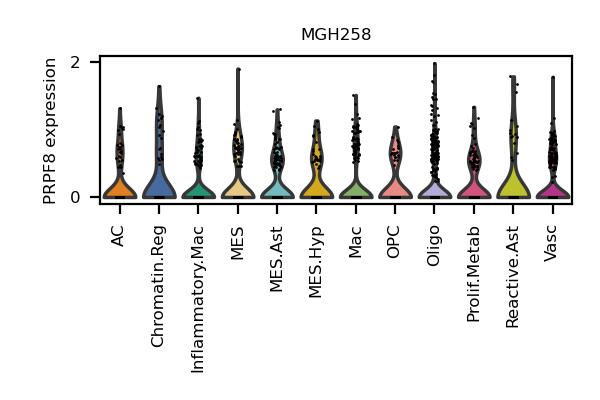 MGH258
PRPF8 expression
2
0
AC
Chromatin.Reg
Inflammatory.Mac
MES
MES.Ast
MES.Hyp
Mac
OPC
Oligo
Prolif.Metab
Reactive.Ast
Vasc